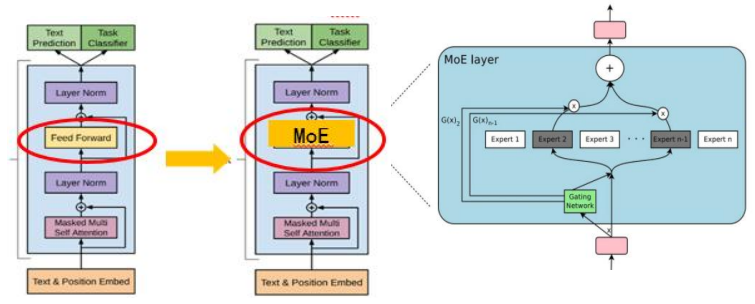 Text
Prediction
Task
Classifier
Layer Norm
Feed Forward
Layer Norm
Masked Multi
Self Attention
Text & Position Embed
Text
Prediction
Task
Classifier
Layer Norm
MoE
Layer Norm
Masked Multi
Self Attention
Text & Position Embed
MoE layer
+
G(x)2
G(x)n-1
x
x
Expert 1
Expert 2
Expert 3
. . .
Expert n-1
Expert n
Gating
Network
x